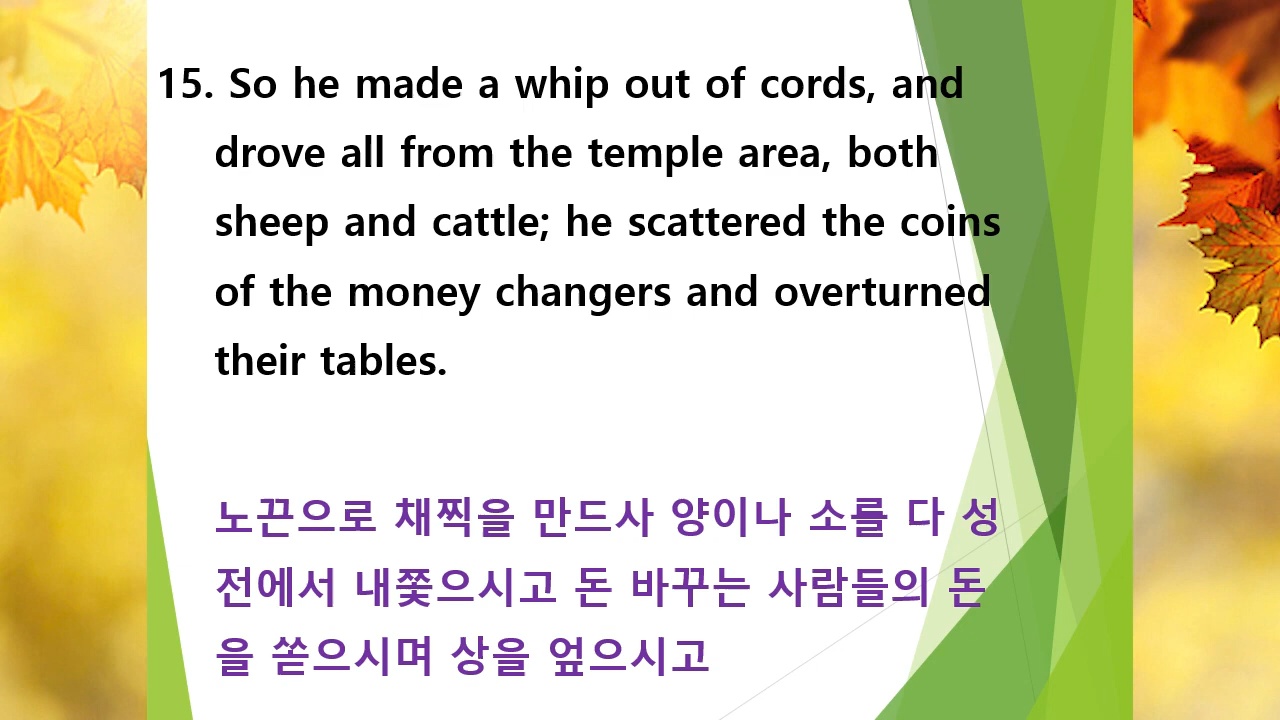 15. So he made a whip out of cords, and
drove all from the temple area, both
sheep and cattle; he scattered the coins
of the money changers and overturned
their tables.
노끈으로 채찍을 만드사 양이나 소를 다 성
전에서 내쫓으시고 돈 바꾸는 사람들의 돈
을 쏟으시며 상을 엎으시고